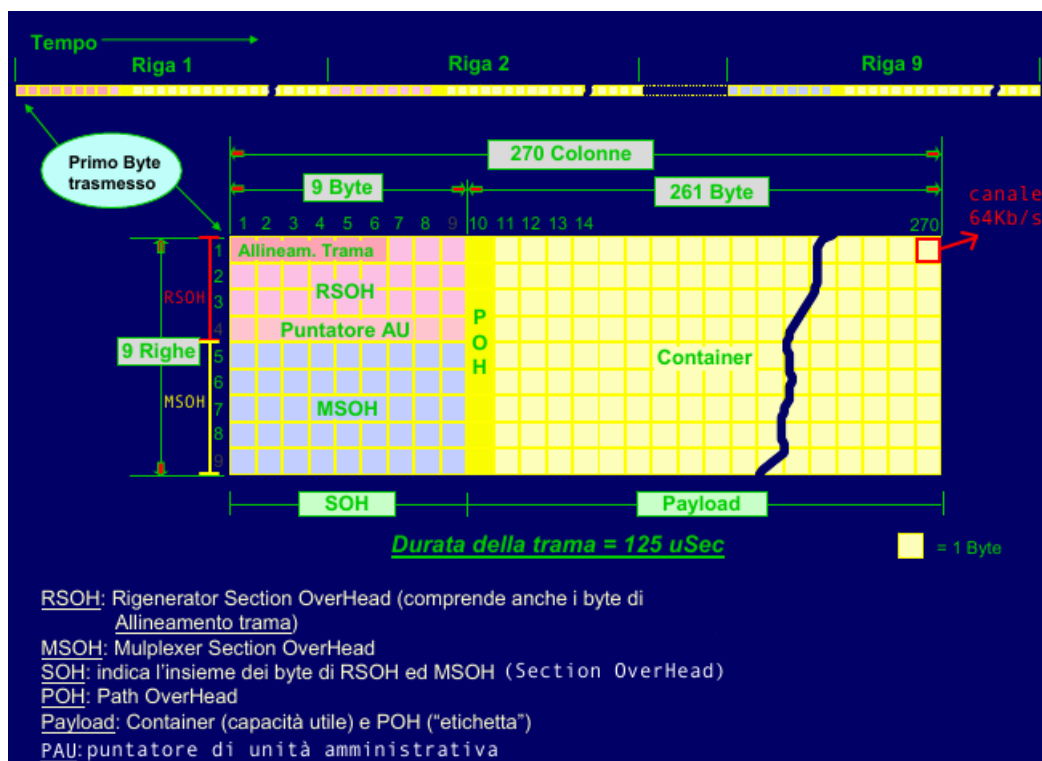 Tempo
Riga 1 Riga 2 Riga 9
Primo Byte
trasmesso
270 Colonne
9 Byte 261 Byte
canale
64Kb/s
1 2 3 4 5 6 7 8 9 10 11 12 13 14 270
1 Allineam. Trama
2
RSOH
3
RSOH
4 Puntatore AU
P
O
H
9 Righe
5
6
Container
MSOH
7
MSOH
8
9
SOH Payload
Durata della trama = 125 uSec
= 1 Byte
RSOH: Rigenerator Section OverHead (comprende anche i byte di
Allineamento trama)
MSOH: Mulplexer Section OverHead
SOH: indica l'insieme dei byte di RSOH ed MSOH (Section OverHead)
POH: Path OverHead
Payload: Container (capacità utile) e POH ("etichetta")
PAU:puntatore di unità amministrativa